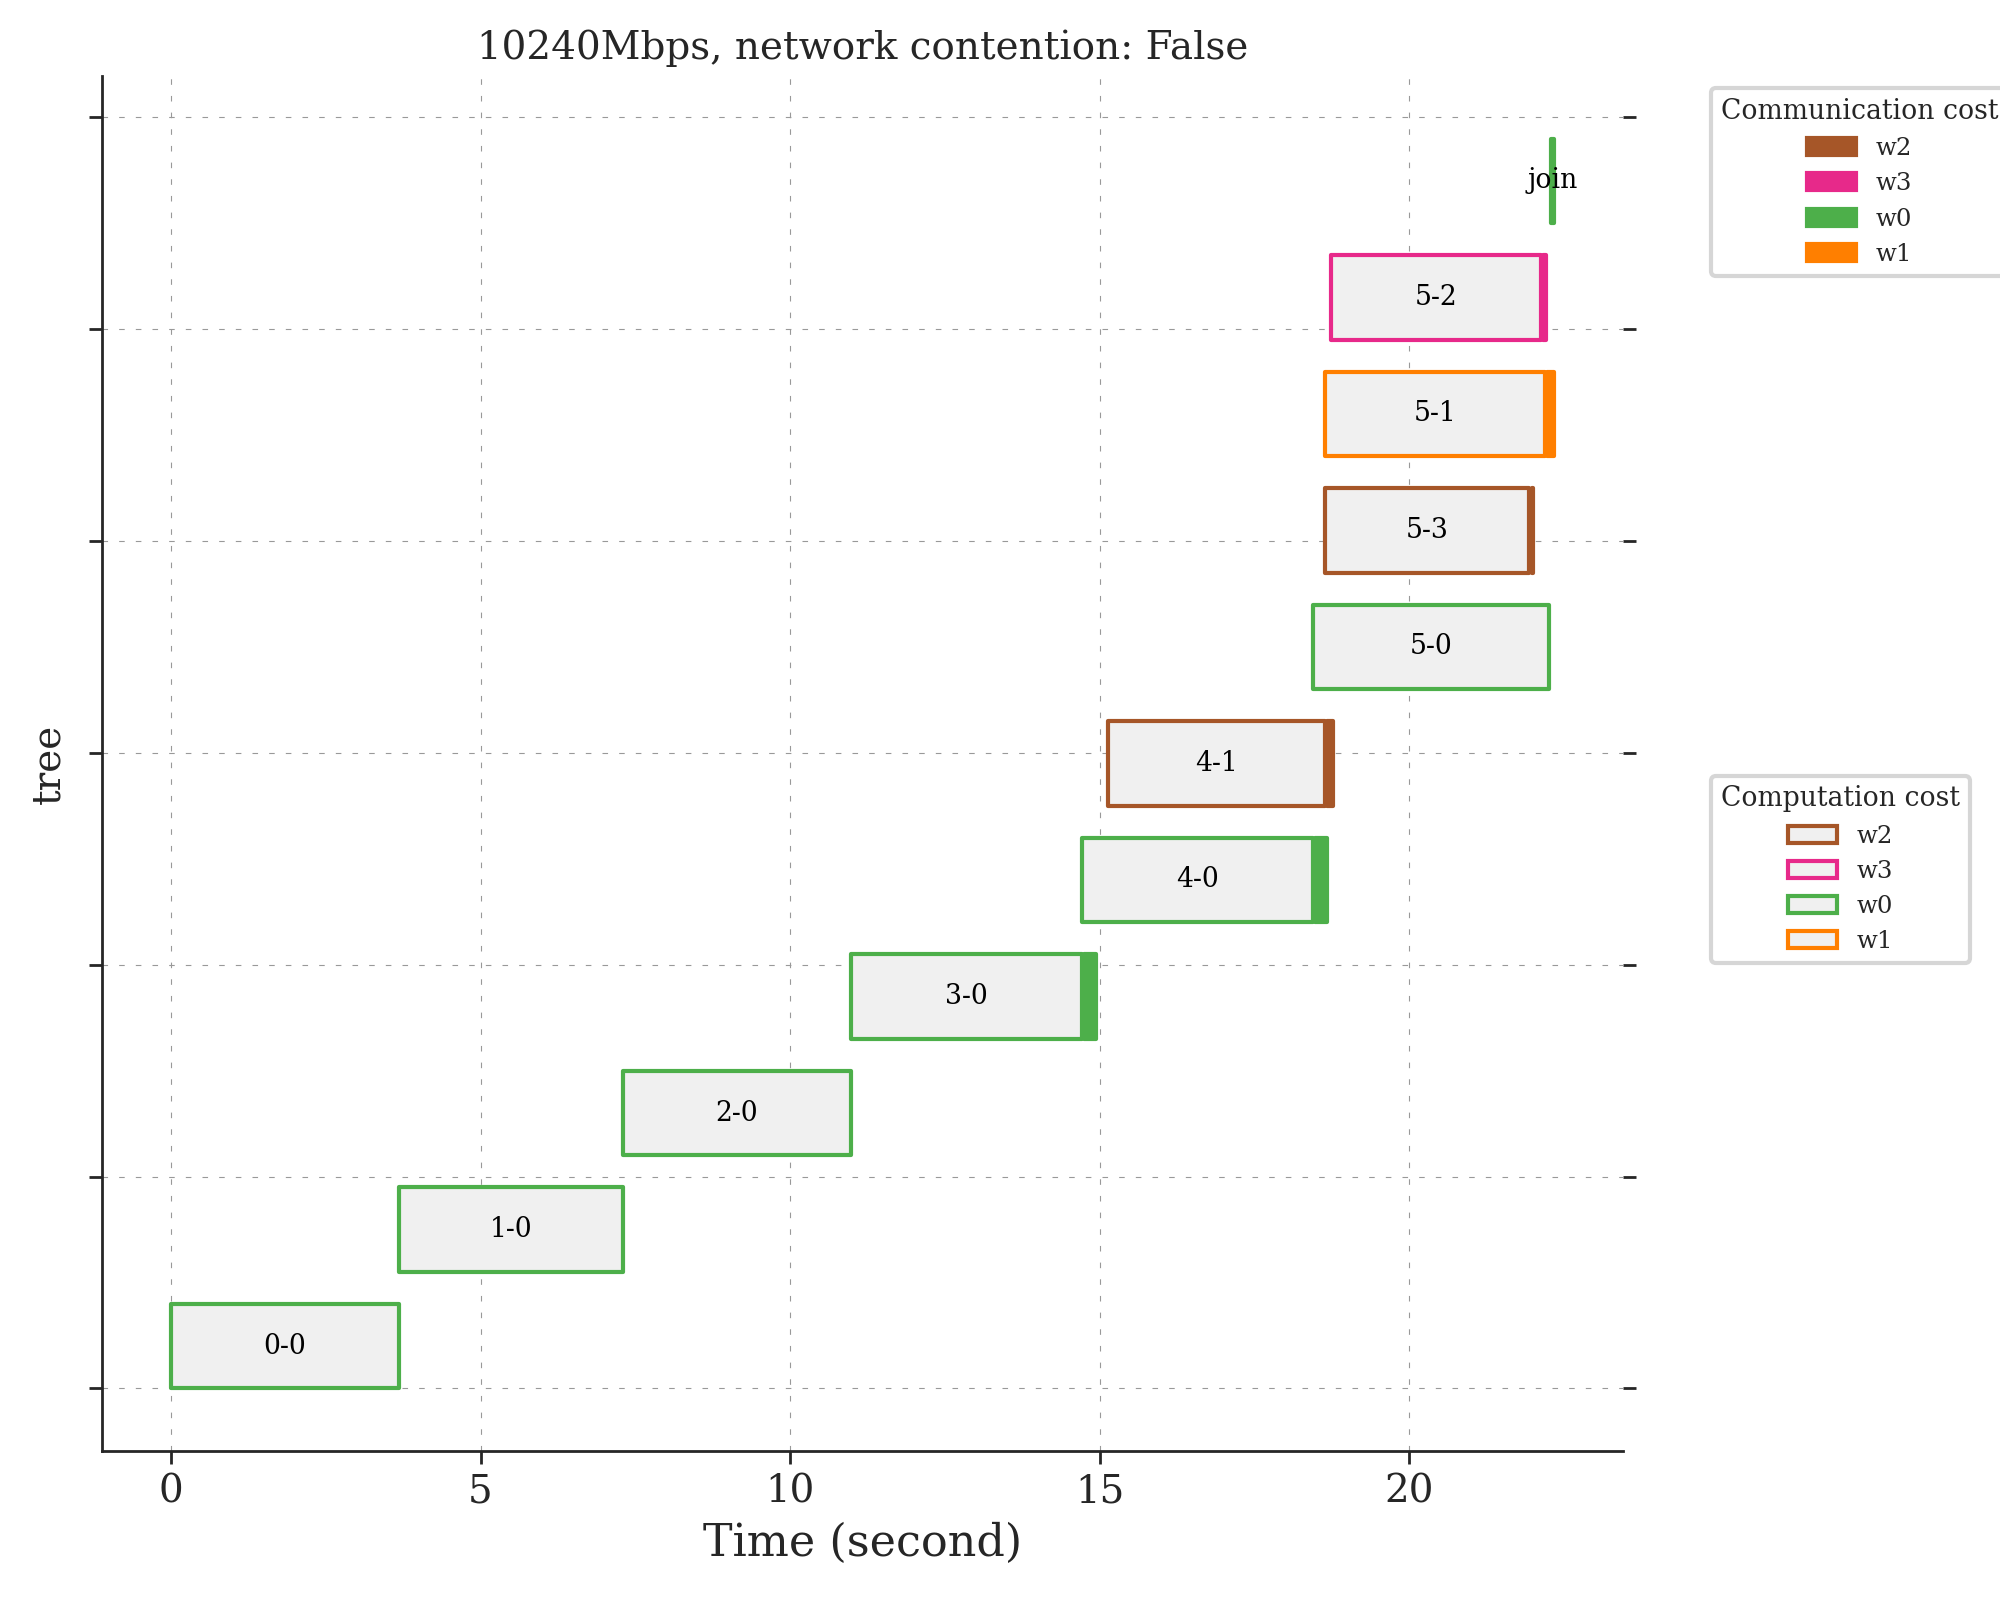 10240Mbps, network contention: False
Communication cost
w2
w3
w0
w1
join
5-2
5-1
5-3
5-0
4-1
4-0
3-0
2-0
1-0
0-0
tree
Computation cost
w2
w3
w0
w1
0
5
10
15
20
Time (second)